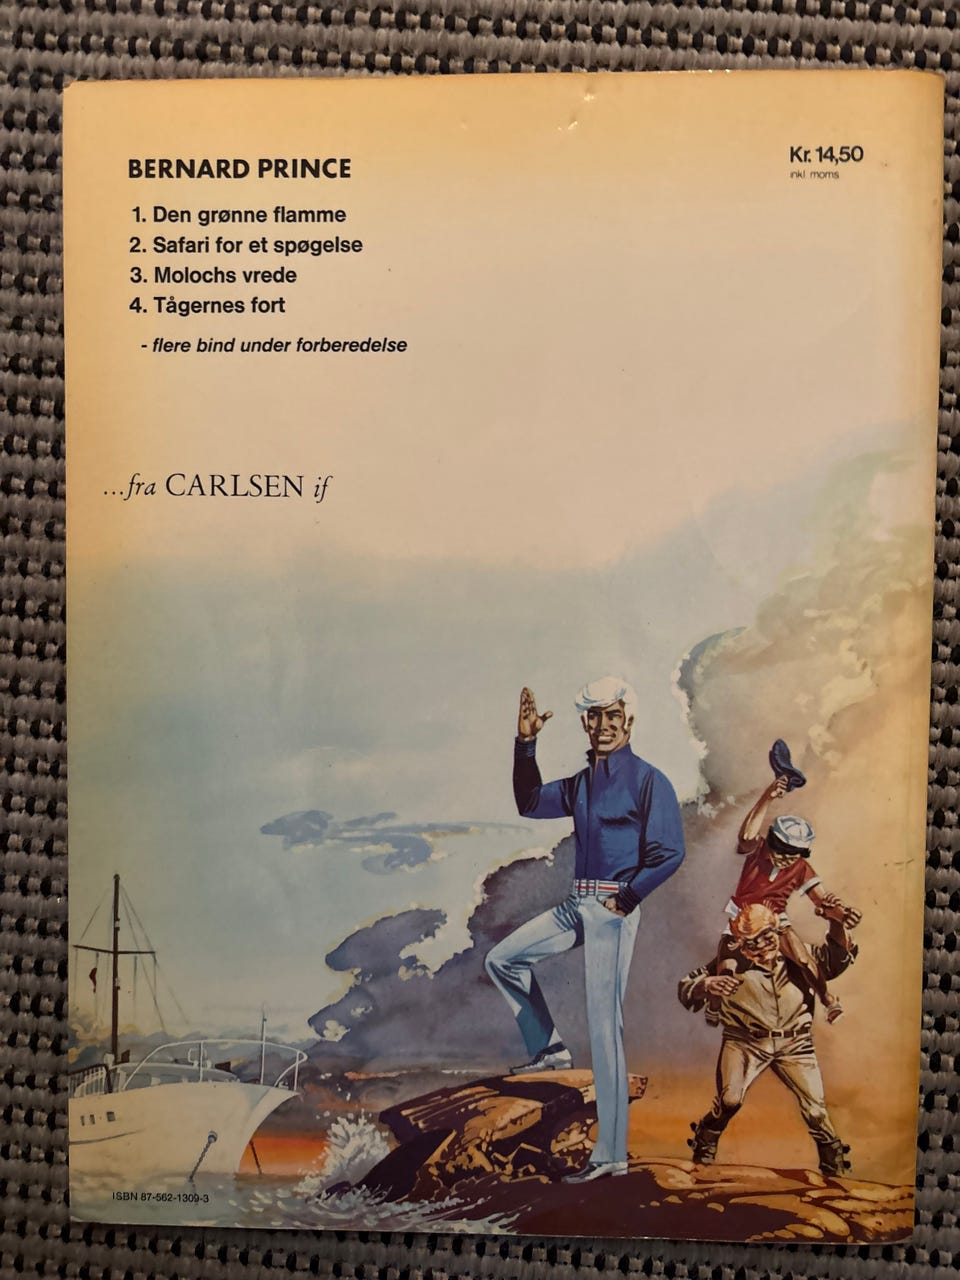 BERNARD PRINCE
Kr. 14,50
inkl moms
1. Den grønne flamme
2. Safari for et spøgelse
3. Molochs vrede
4. Tågernes fort
- flere bind under forberedelse
...fra CARLSEN if
ISBN 87-562-1309-3